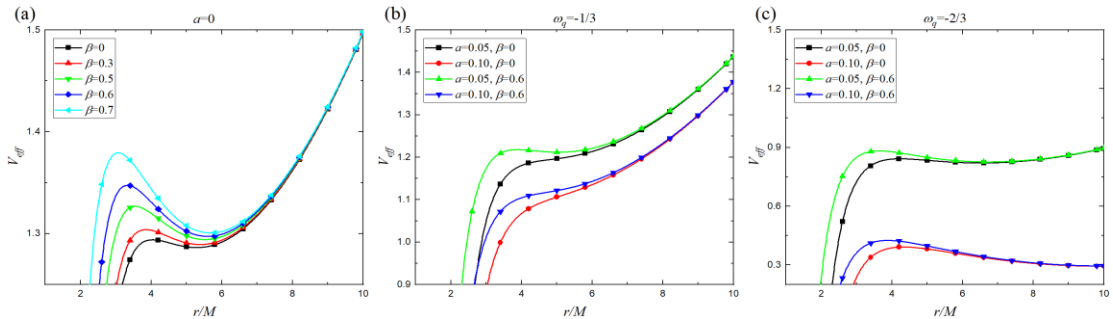 (a)
a=0
1.5
1.4
1.3
V_eff
β=0
β=0.3
β=0.5
β=0.6
β=0.7
2
4
6
8
10
r/M
(b)
ω_q=-1/3
1.5
1.4
1.3
1.2
1.1
1.0
0.9
V_eff
a=0.05, β=0
a=0.10, β=0
a=0.05, β=0.6
a=0.10, β=0.6
2
4
6
8
10
r/M
(c)
ω_q=-2/3
1.5
1.2
0.9
0.6
0.3
V_eff
a=0.05, β=0
a=0.10, β=0
a=0.05, β=0.6
a=0.10, β=0.6
2
4
6
8
10
r/M